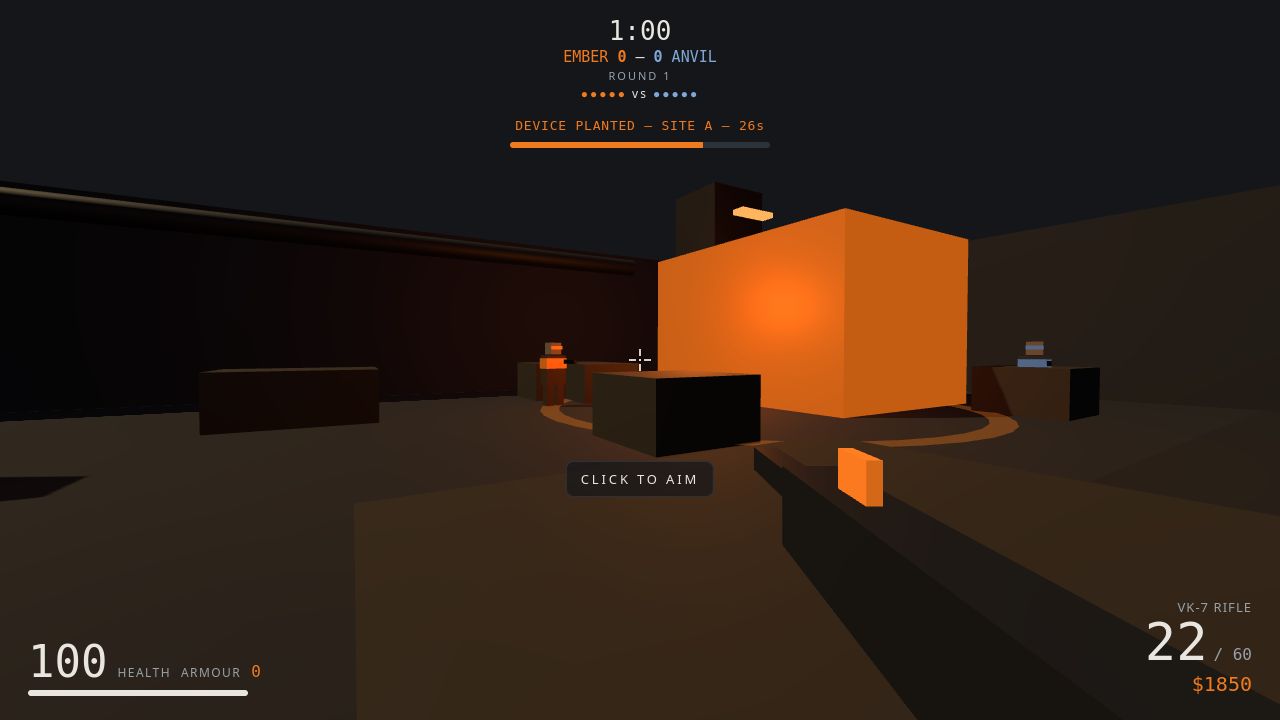 1:00
EMBER 0 — 0 ANVIL
ROUND 1
●●●●● VS ●●●●●
DEVICE PLANTED — SITE A — 26s
CLICK TO AIM
VK-7 RIFLE
22 / 60
$1850
100 HEALTH ARMOUR 0